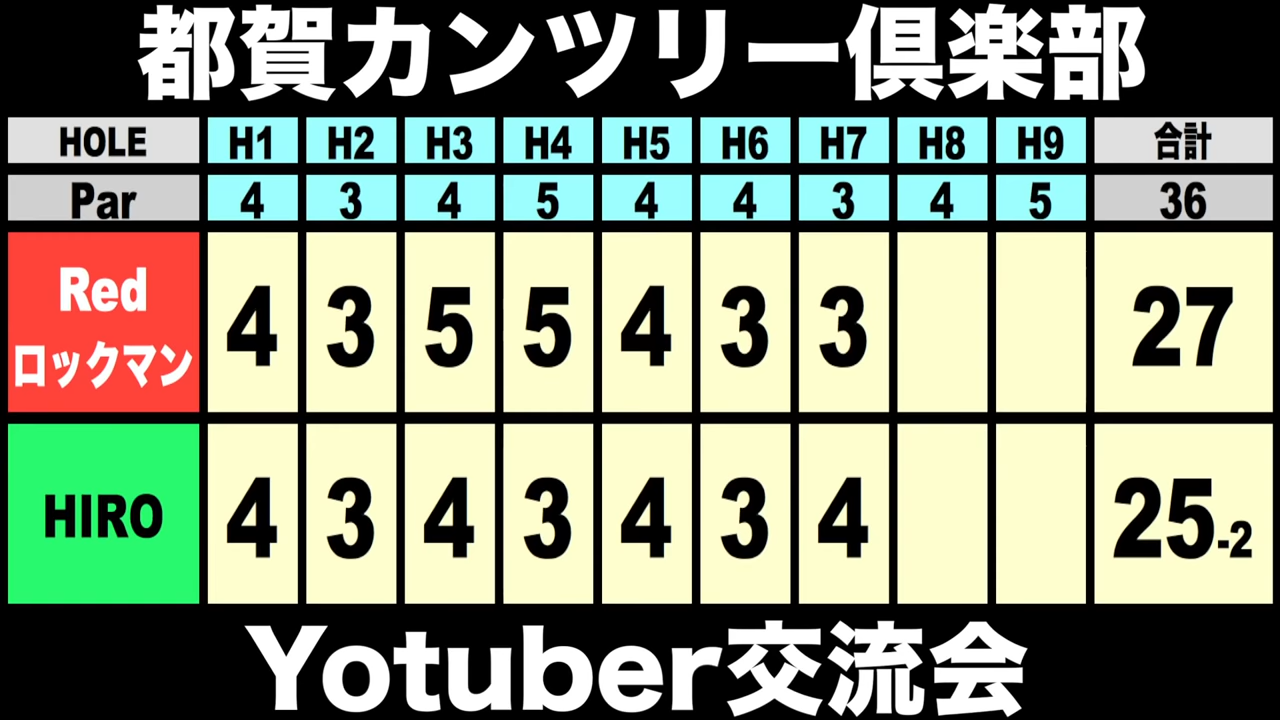 都賀カンツリー倶楽部
HOLE H1 H2 H3 H4 H5 H6 H7 H8 H9 合計
Par 4 3 4 5 4 4 3 4 5 36
Red
ロックマン
4 3 5 5 4 3 3 27
HIRO 4 3 4 3 4 3 4 25-2
Yotuber交流会